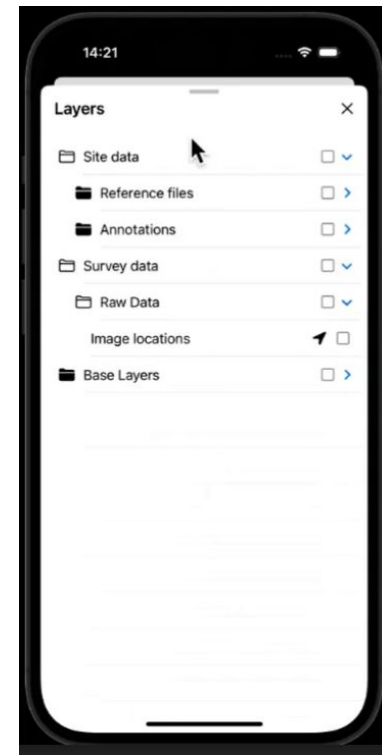 14:21
Layers
Site data
Reference files
Annotations
Survey data
Raw Data
Image locations
Base Layers